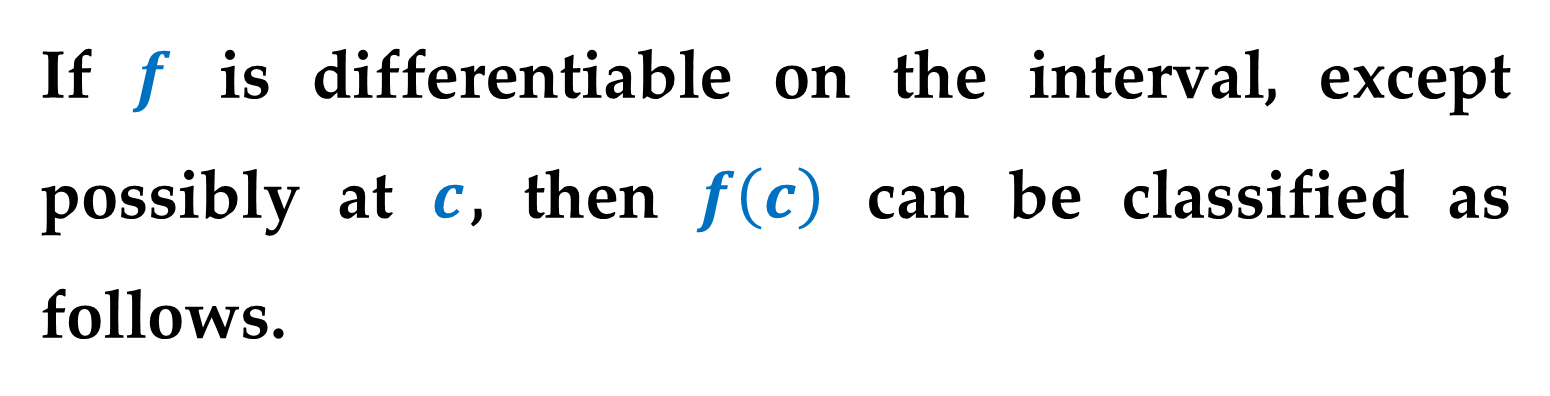 If f is differentiable on the interval, except
possibly at c, then f(c) can be classified as
follows.